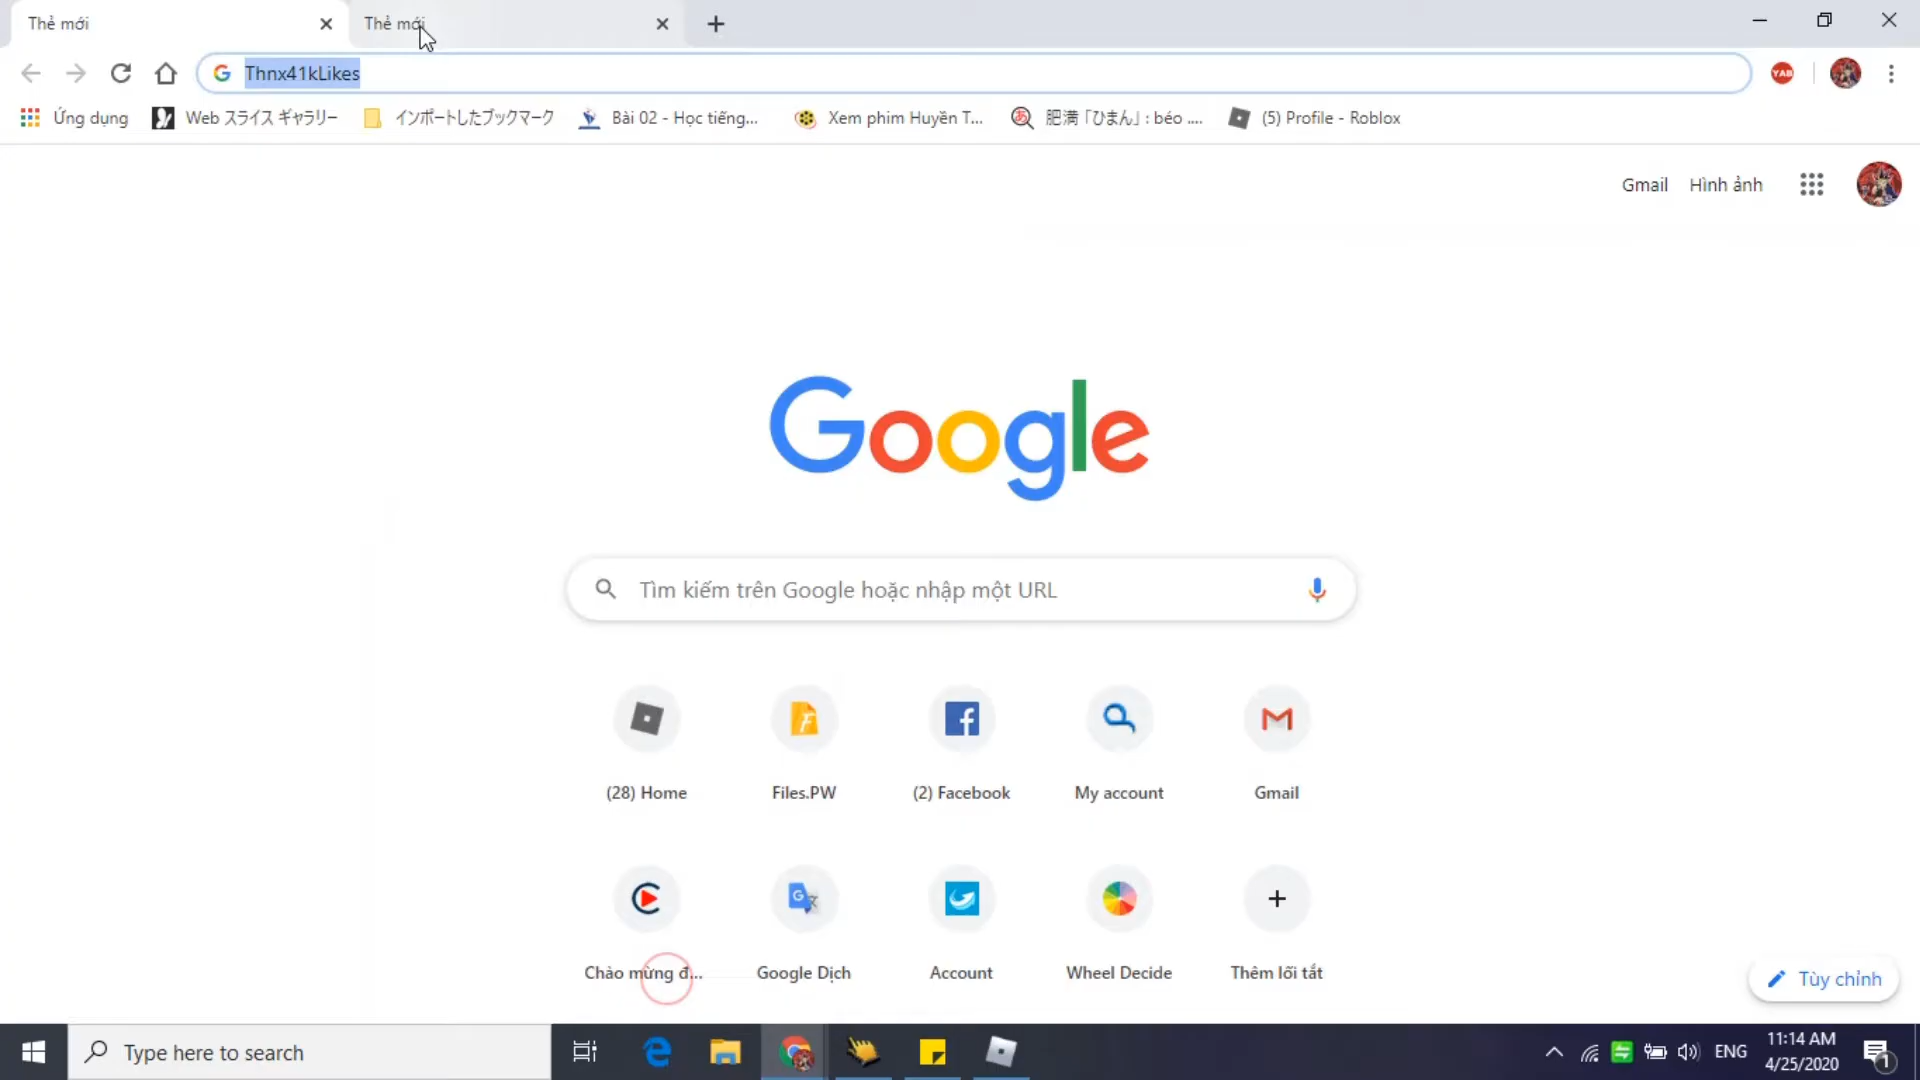 Thẻ mới
Thẻ mới
Thnx41kLikes
YAB
Ứng dụng
Web スライス ギャラリー
インポートしたブックマーク
Bài 02 - Học tiếng...
Xem phim Huyền T...
肥満 「ひまん」 : béo ....
(5) Profile - Roblox
Gmail
Hình ảnh
Google
Tìm kiếm trên Google hoặc nhập một URL
(28) Home
Files.PW
(2) Facebook
My account
Gmail
Chào mừng đ...
Google Dịch
Account
Wheel Decide
Thêm lối tắt
Tùy chỉnh
Type here to search
ENG
11:14 AM
4/25/2020
1